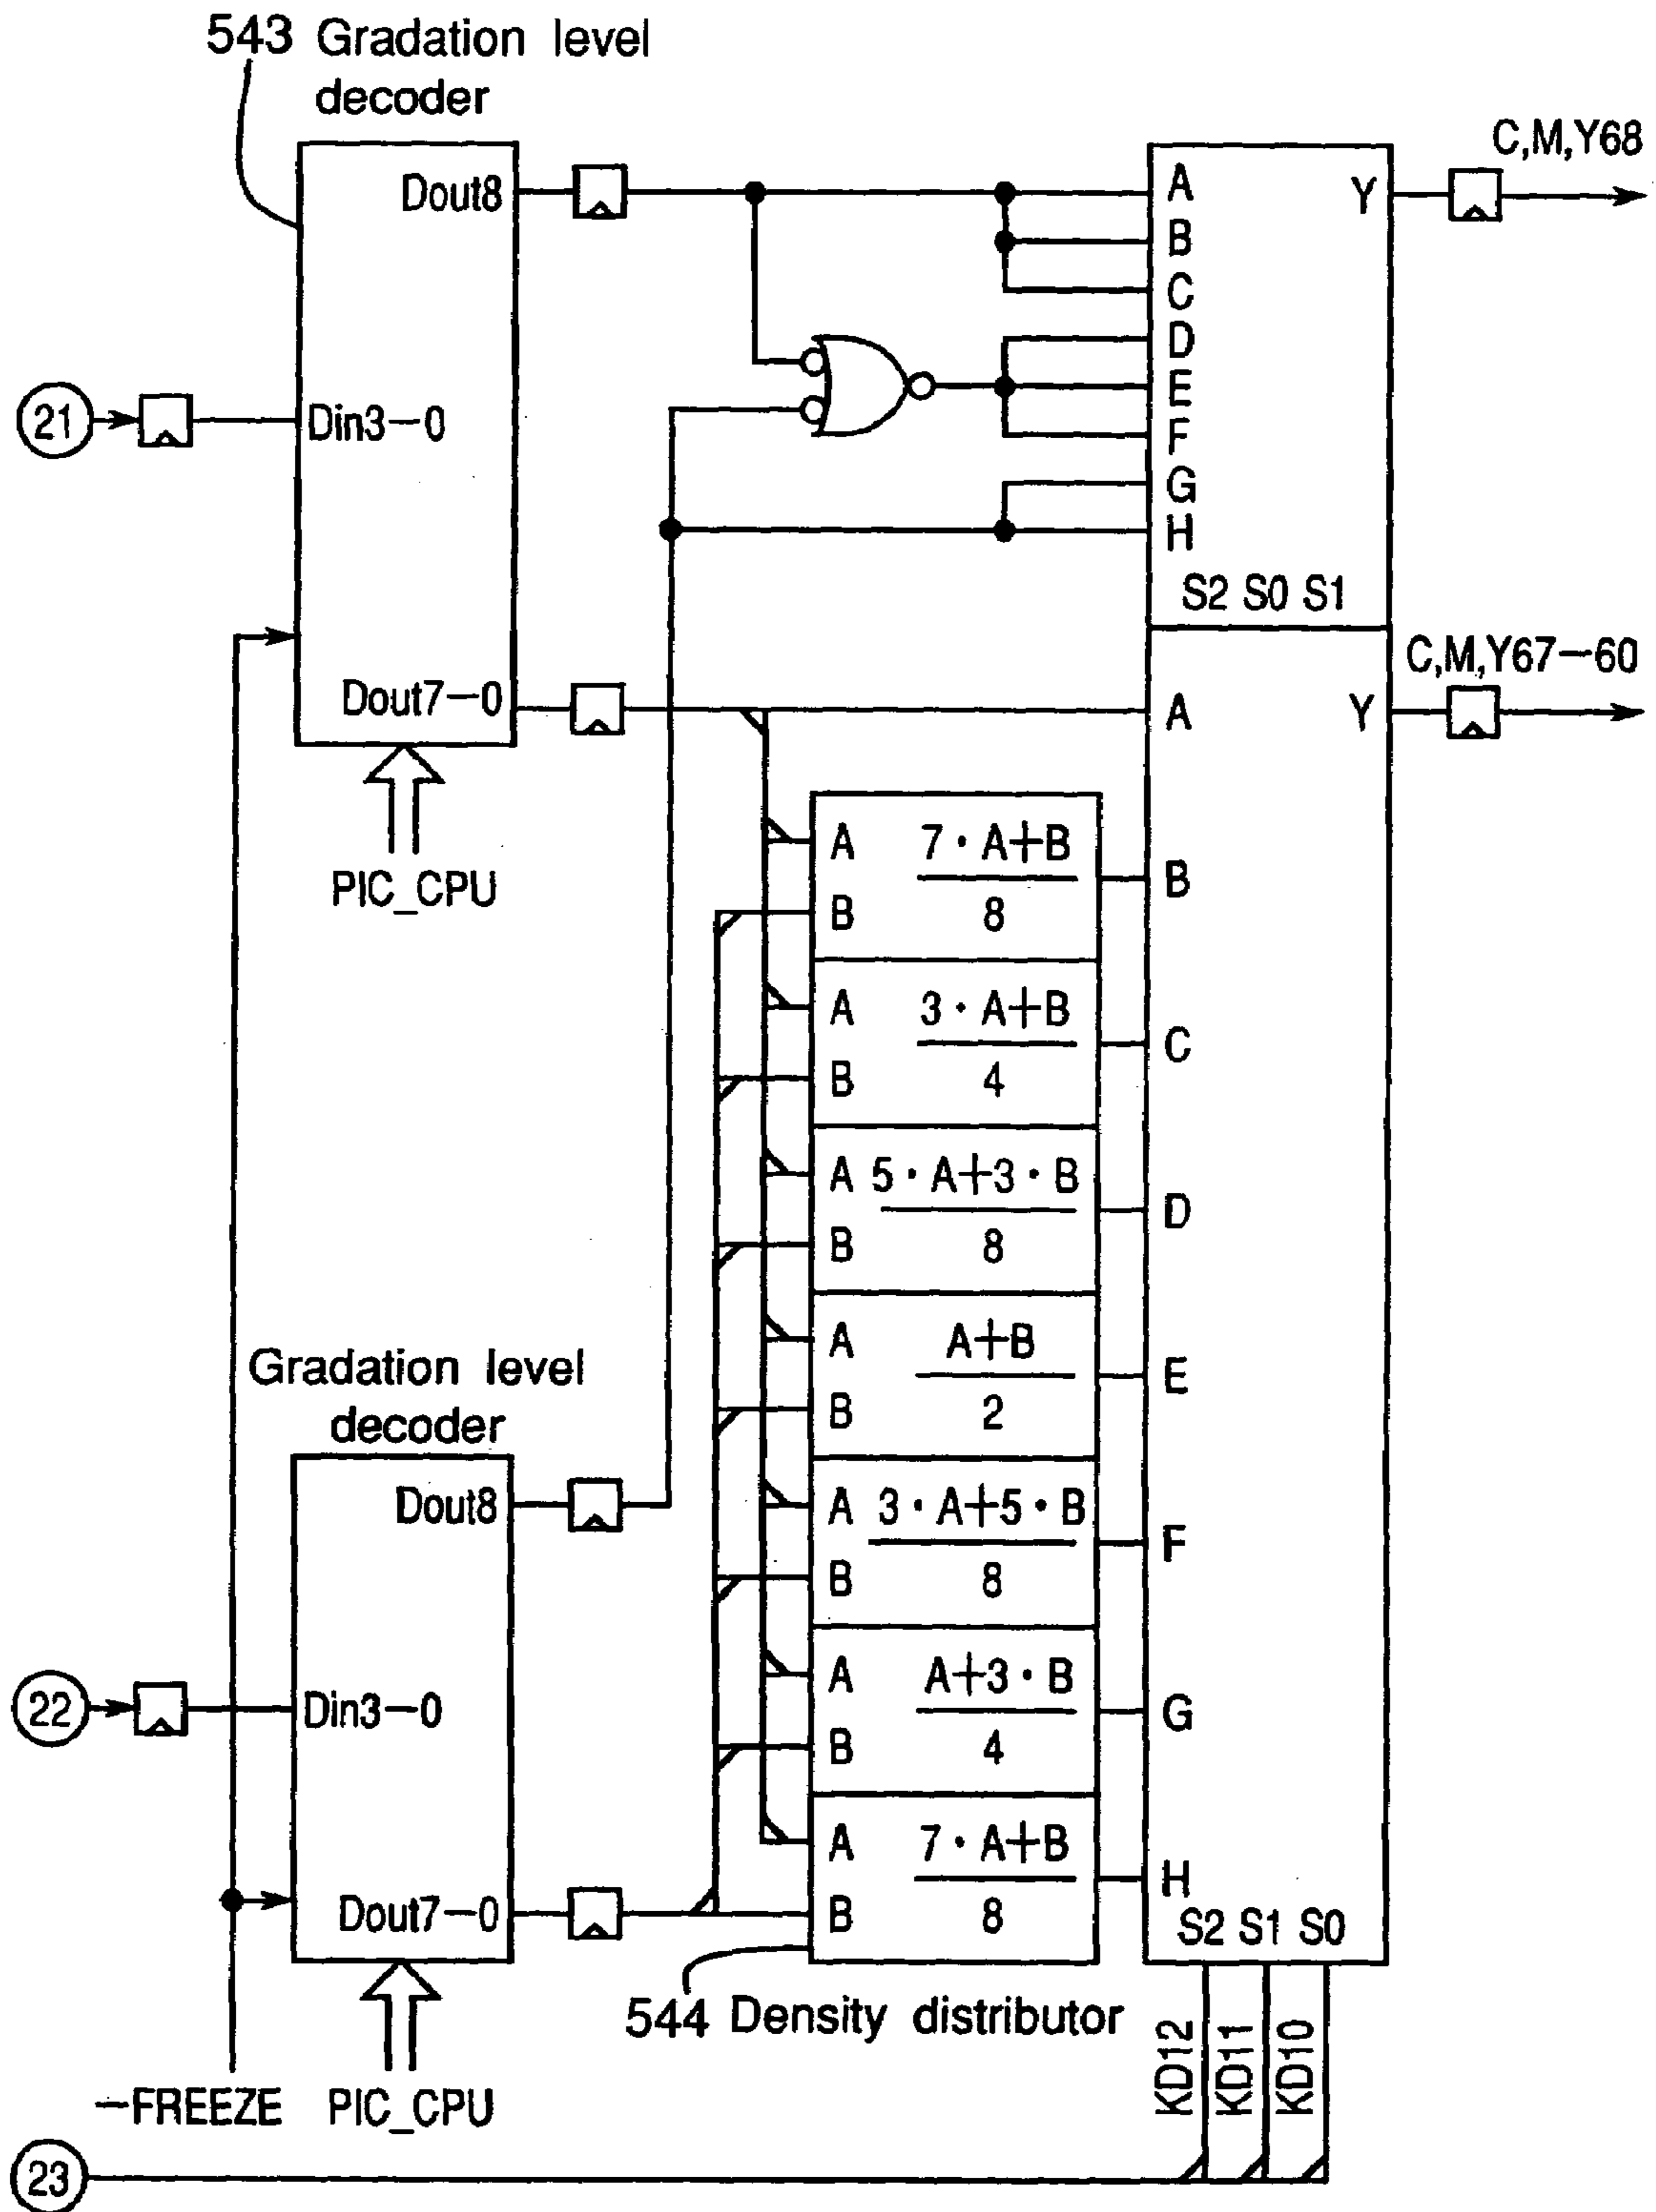 543 Gradation level
decoder
Dout8
Din3-0
Dout7-0
PIC_CPU
21
A
B
C
D
E
F
G
H
S2 S0 S1
Y
C,M,Y68
A
Y
C,M,Y67-60
A 7·A+B
B 8
B
A 3·A+B
B 4
C
A 5·A+3·B
B 8
D
A A+B
B 2
E
A 3·A+5·B
B 8
F
A A+3·B
B 4
G
A 7·A+B
B 8
H
S2 S1 S0
Gradation level
decoder
Dout8
22
Din3-0
Dout7-0
544 Density distributor
KD12
KD11
KD10
-FREEZE PIC_CPU
23